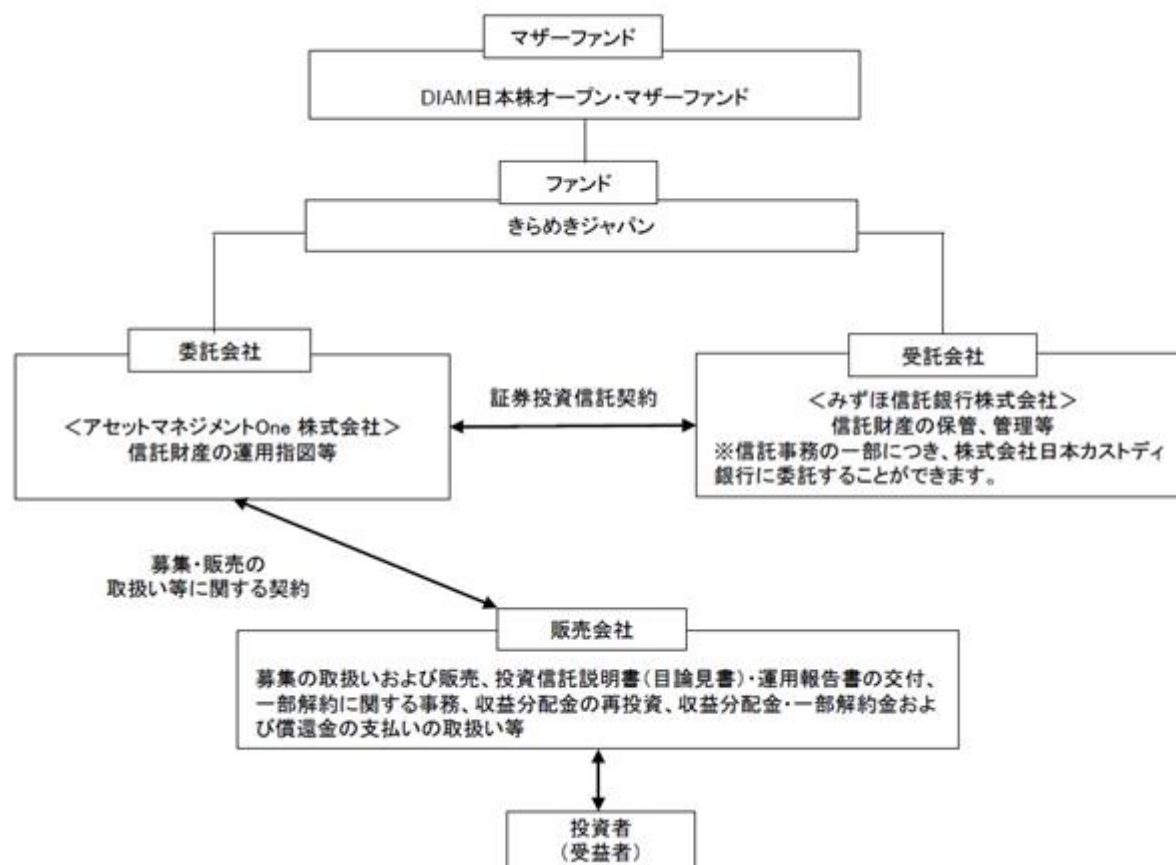 マザーファンド
DIAM日本株オープン・マザーファンド
ファンド
きらめきジャパン
委託会社
＜アセットマネジメントOne 株式会社＞
信託財産の運用指図等
証券投資信託契約
受託会社
＜みずほ信託銀行株式会社＞
信託財産の保管、管理等
※信託事務の一部につき、株式会社日本カストディ
銀行に委託することができます。
募集・販売の
取扱い等に関する契約
販売会社
募集の取扱いおよび販売、投資信託説明書（目論見書）・運用報告書の交付、
一部解約に関する事務、収益分配金の再投資、収益分配金・一部解約金およ
び償還金の支払いの取扱い等
投資者
（受益者）